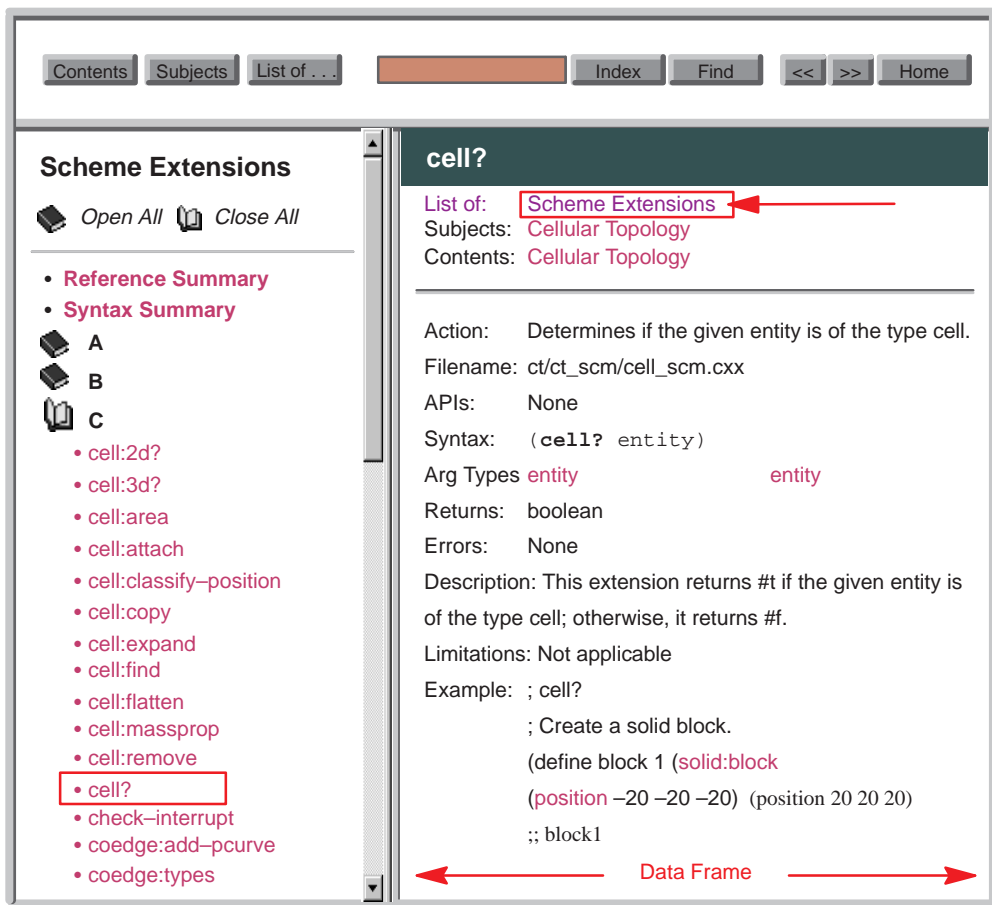 Contents Subjects List of . . . Index Find << >> Home
Scheme Extensions
Open All Close All
• Reference Summary
• Syntax Summary
A
B
C
• cell:2d?
• cell:3d?
• cell:area
• cell:attach
• cell:classify–position
• cell:copy
• cell:expand
• cell:find
• cell:flatten
• cell:massprop
• cell:remove
• cell?
• check–interrupt
• coedge:add–pcurve
• coedge:types
cell?
List of: Scheme Extensions
Subjects: Cellular Topology
Contents: Cellular Topology
Action: Determines if the given entity is of the type cell.
Filename: ct/ct_scm/cell_scm.cxx
APIs: None
Syntax: (cell? entity)
Arg Types entity entity
Returns: boolean
Errors: None
Description: This extension returns #t if the given entity is
of the type cell; otherwise, it returns #f.
Limitations: Not applicable
Example: ; cell?
; Create a solid block.
(define block 1 (solid:block
(position –20 –20 –20) (position 20 20 20)
;; block1
Data Frame